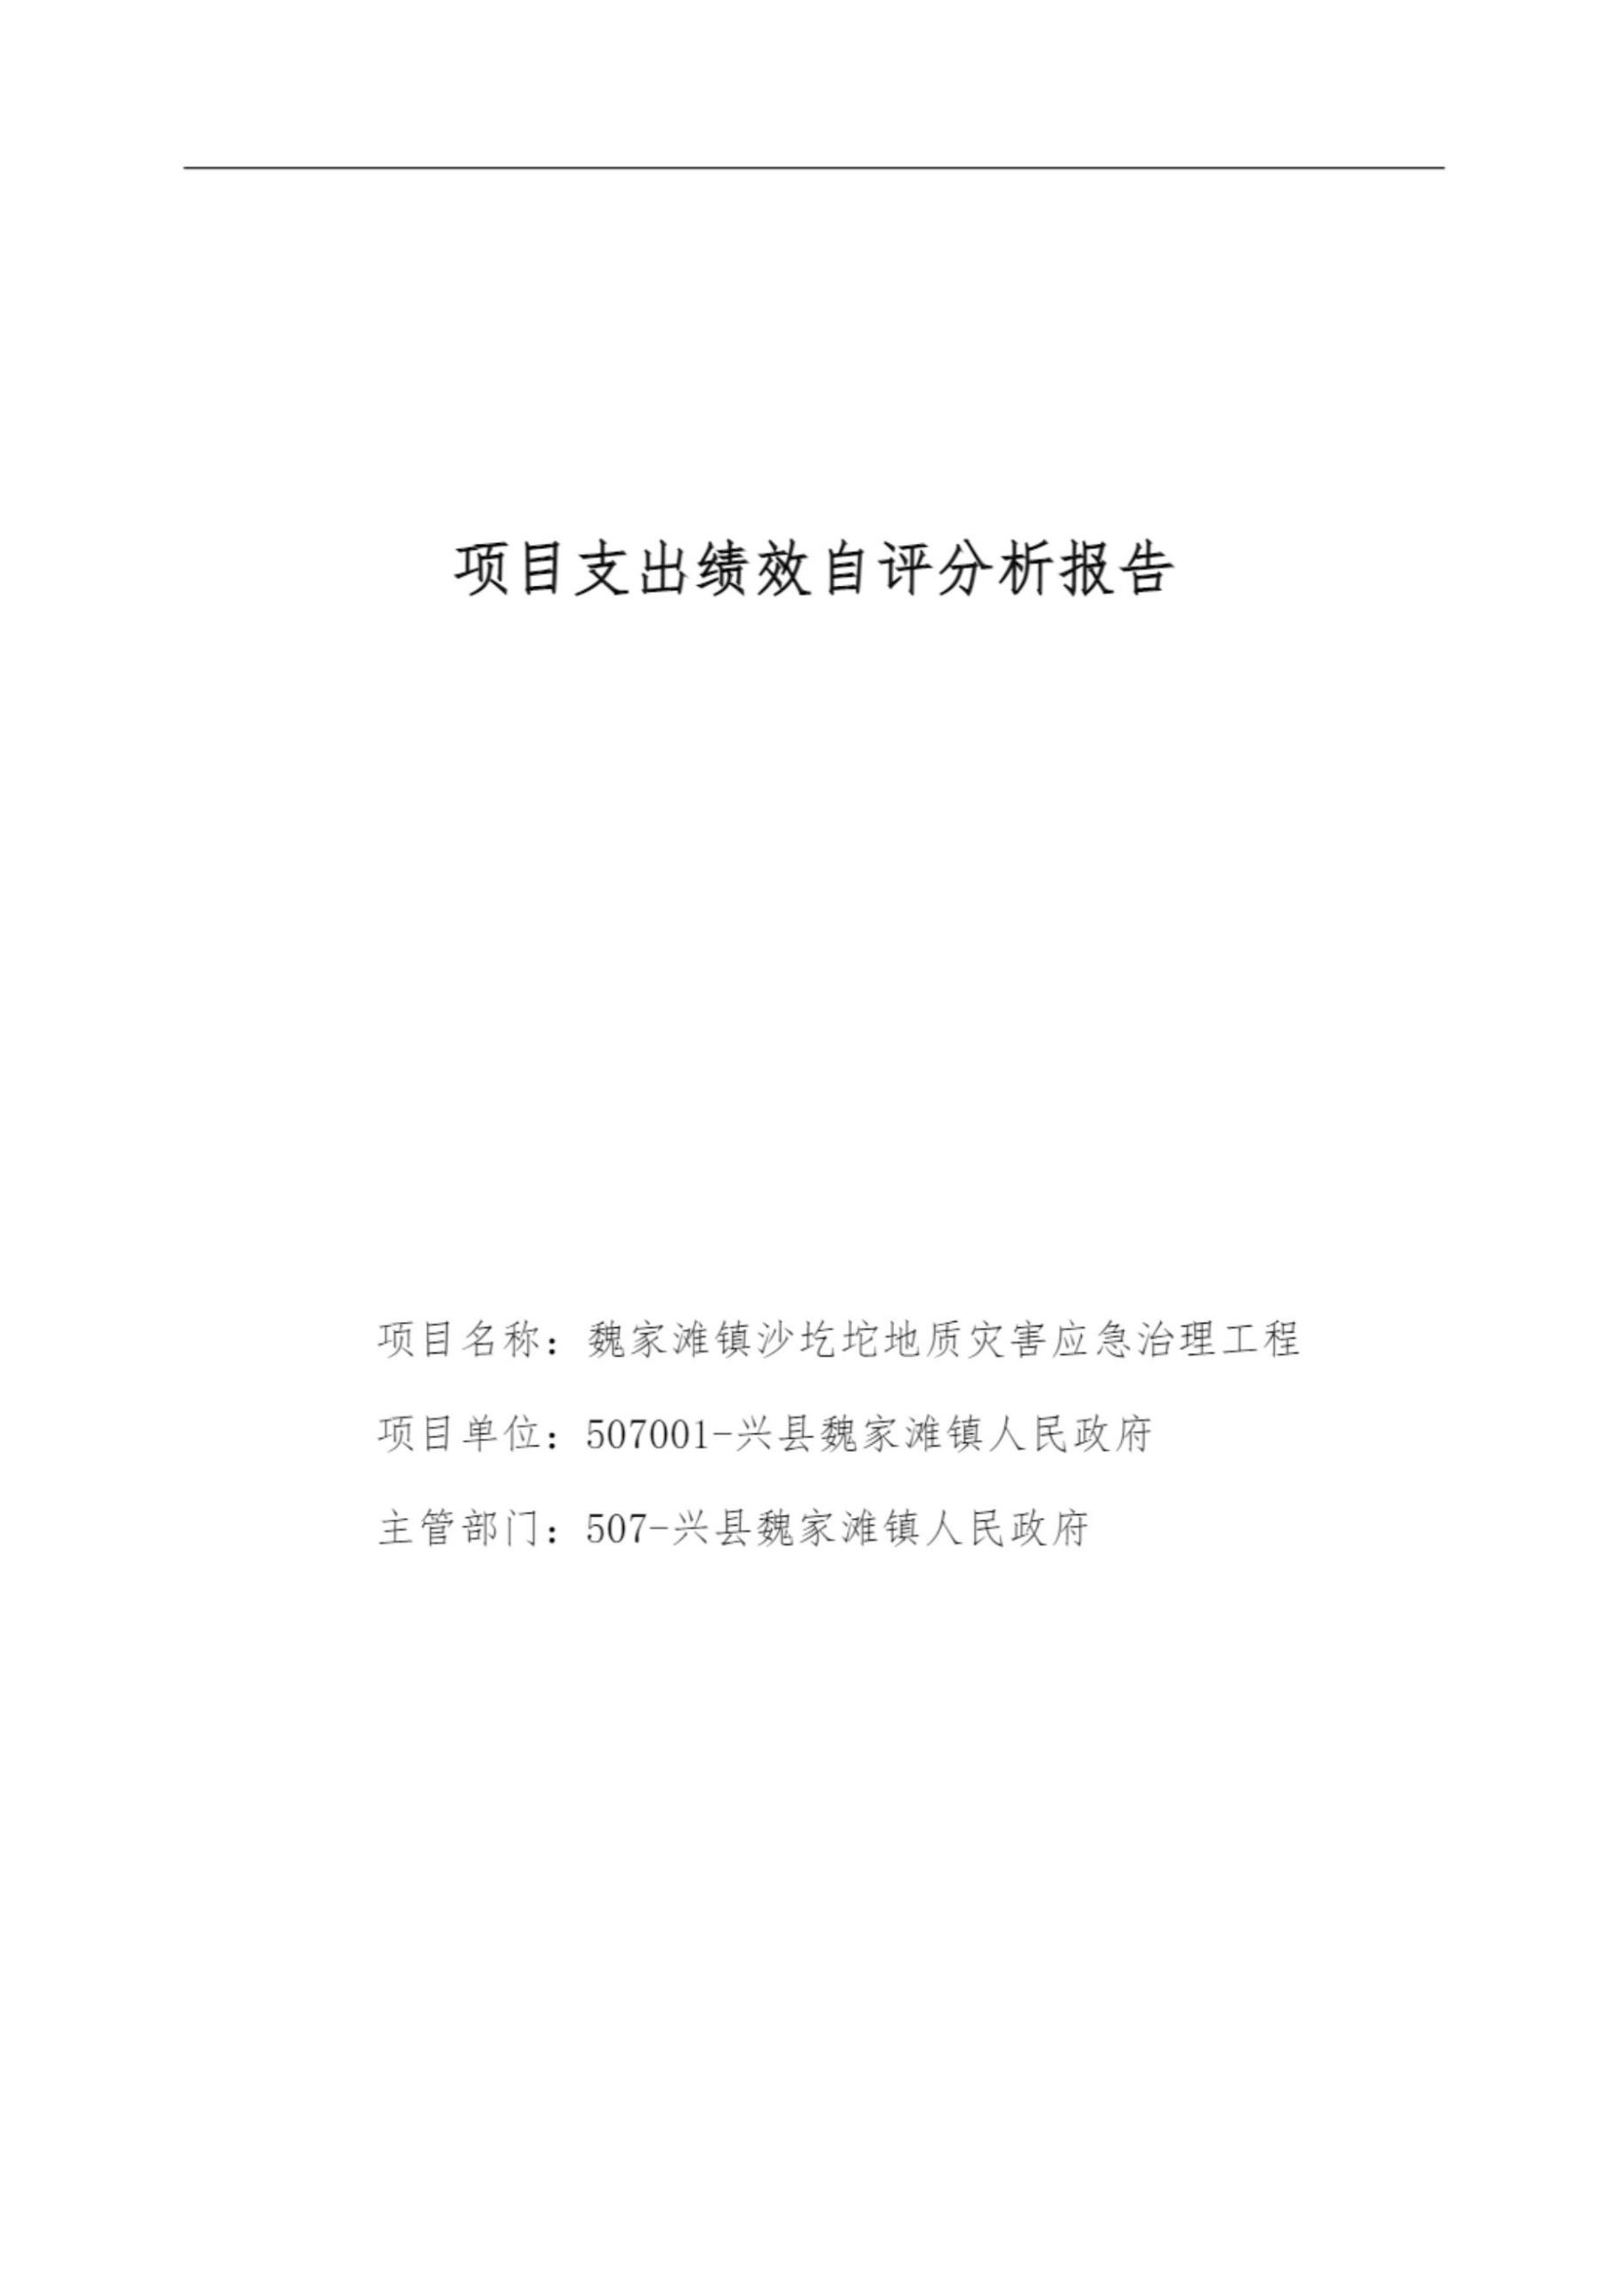 项目支出绩效自评分析报告
项目名称：魏家滩镇沙圪坨地质灾害应急治理工程
项目单位：507001-兴县魏家滩镇人民政府
主管部门：507-兴县魏家滩镇人民政府